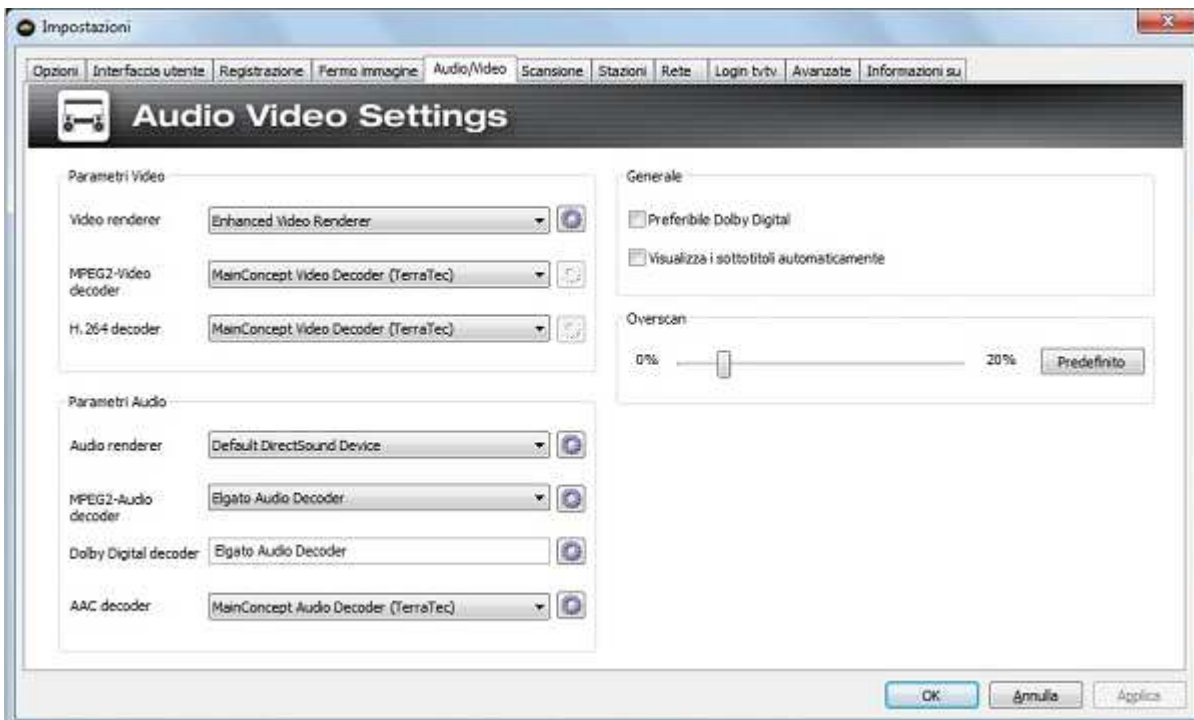 Impostazioni
Opzioni Interfaccia utente Registrazione Fermo immagine Audio/Video Scansione Stazioni Rete Login tvtv Avanzate Informazioni su
Audio Video Settings
Parametri Video
Video renderer Enhanced Video Renderer
MPEG2-Video decoder MainConcept Video Decoder (TerraTec)
H.264 decoder MainConcept Video Decoder (TerraTec)
Parametri Audio
Audio renderer Default DirectSound Device
MPEG2-Audio decoder Elgato Audio Decoder
Dolby Digital decoder Elgato Audio Decoder
AAC decoder MainConcept Audio Decoder (TerraTec)
Generale
Preferibile Dolby Digital
Visualizza i sottotitoli automaticamente
Overscan
0% 20% Predefinito
OK Annulla Applica